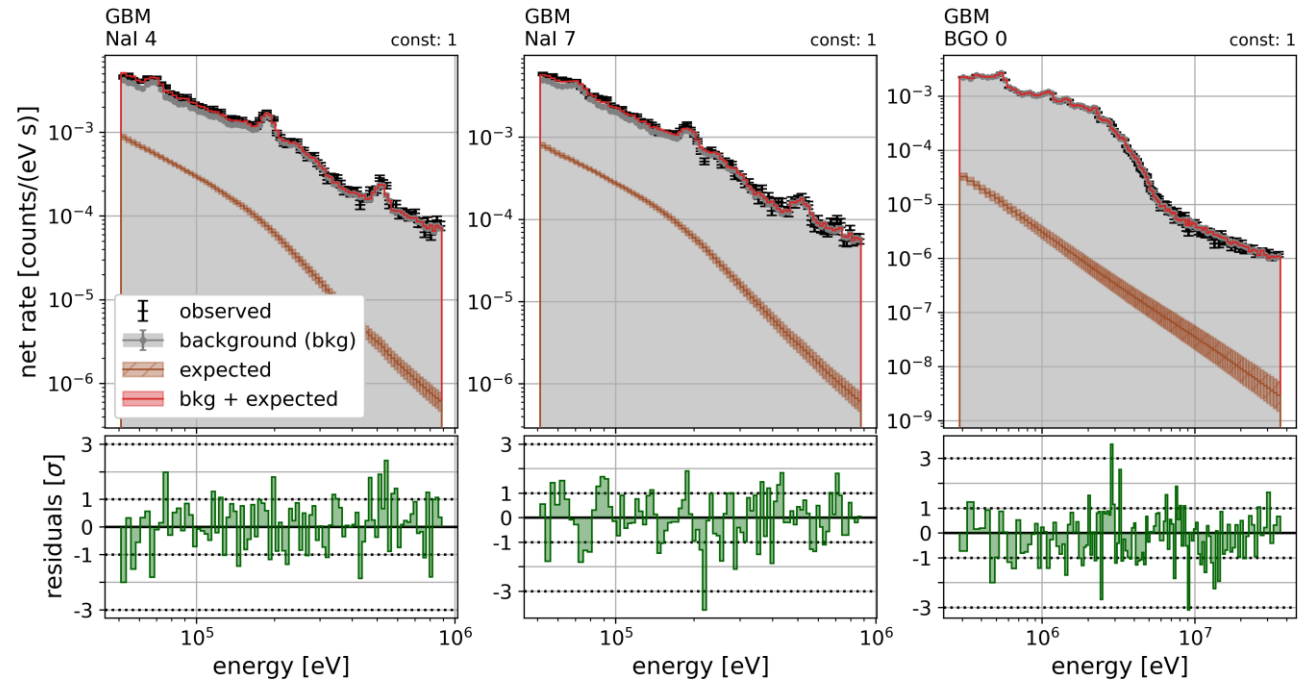 GBM
NaI 4
const: 1
GBM
NaI 7
const: 1
GBM
BGO 0
const: 1
net rate [counts/(eV s)]
10⁻³
10⁻⁴
10⁻⁵
10⁻⁶
observed
background (bkg)
expected
bkg + expected
10⁻³
10⁻⁴
10⁻⁵
10⁻⁶
10⁻³
10⁻⁴
10⁻⁵
10⁻⁶
10⁻⁷
10⁻⁸
10⁻⁹
residuals [σ]
3
1
0
-1
-3
3
1
0
-1
-3
3
1
0
-1
-3
10⁵
10⁶
10⁵
10⁶
10⁶
10⁷
energy [eV]
energy [eV]
energy [eV]